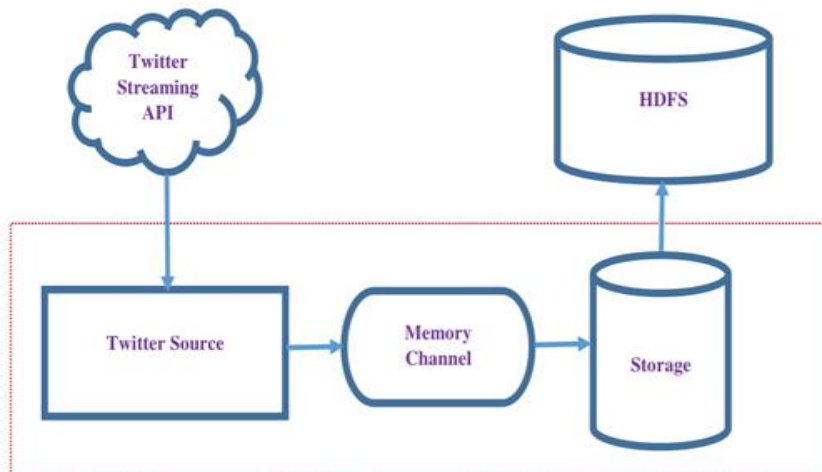 Twitter
Streaming
API
HDFS
Twitter Source
Memory
Channel
Storage